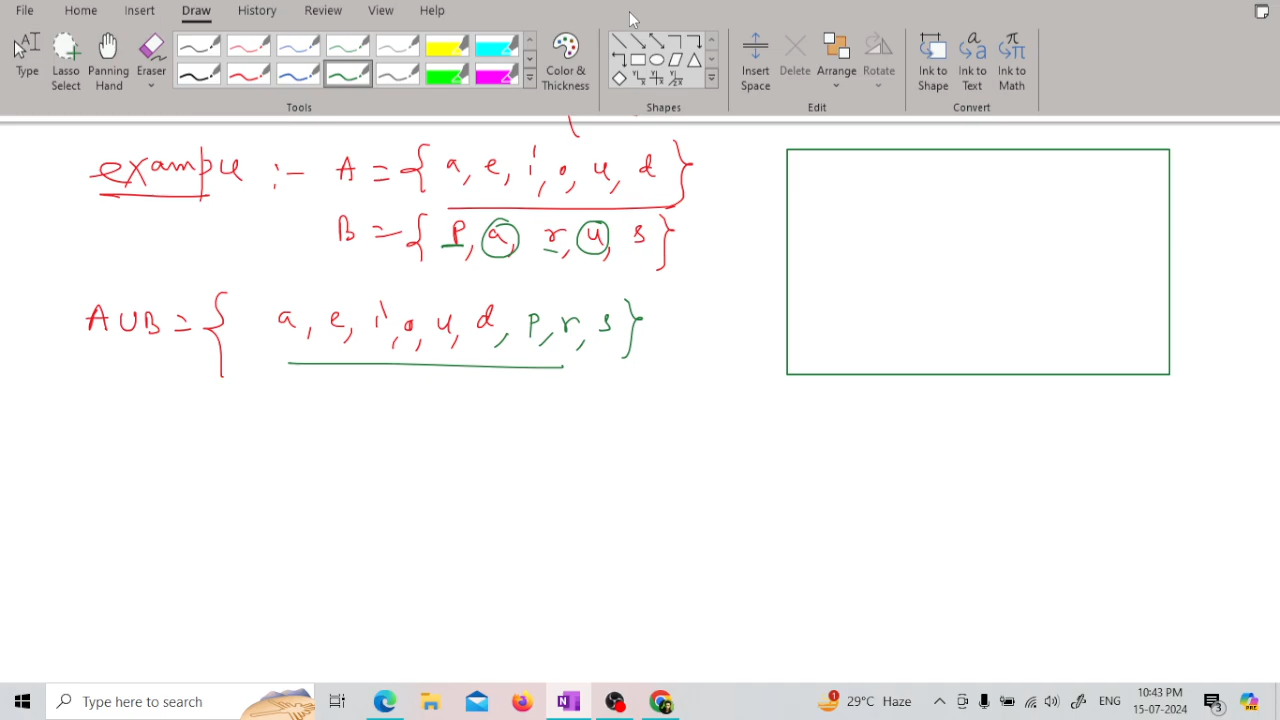 File Home Insert Draw History Review View Help
Type Lasso Select Panning Hand Eraser Color & Thickness Insert Space Delete Arrange Rotate Ink to Shape Ink to Text Ink to Math
Tools Shapes Edit Convert
example :- A = { a, e, i, o, u, d }
B = { p, a, r, u, s }
A ∪ B = { a, e, i, o, u, d, p, r, s }
Type here to search 1 29°C Haze ENG 10:43 PM 3
15-07-2024